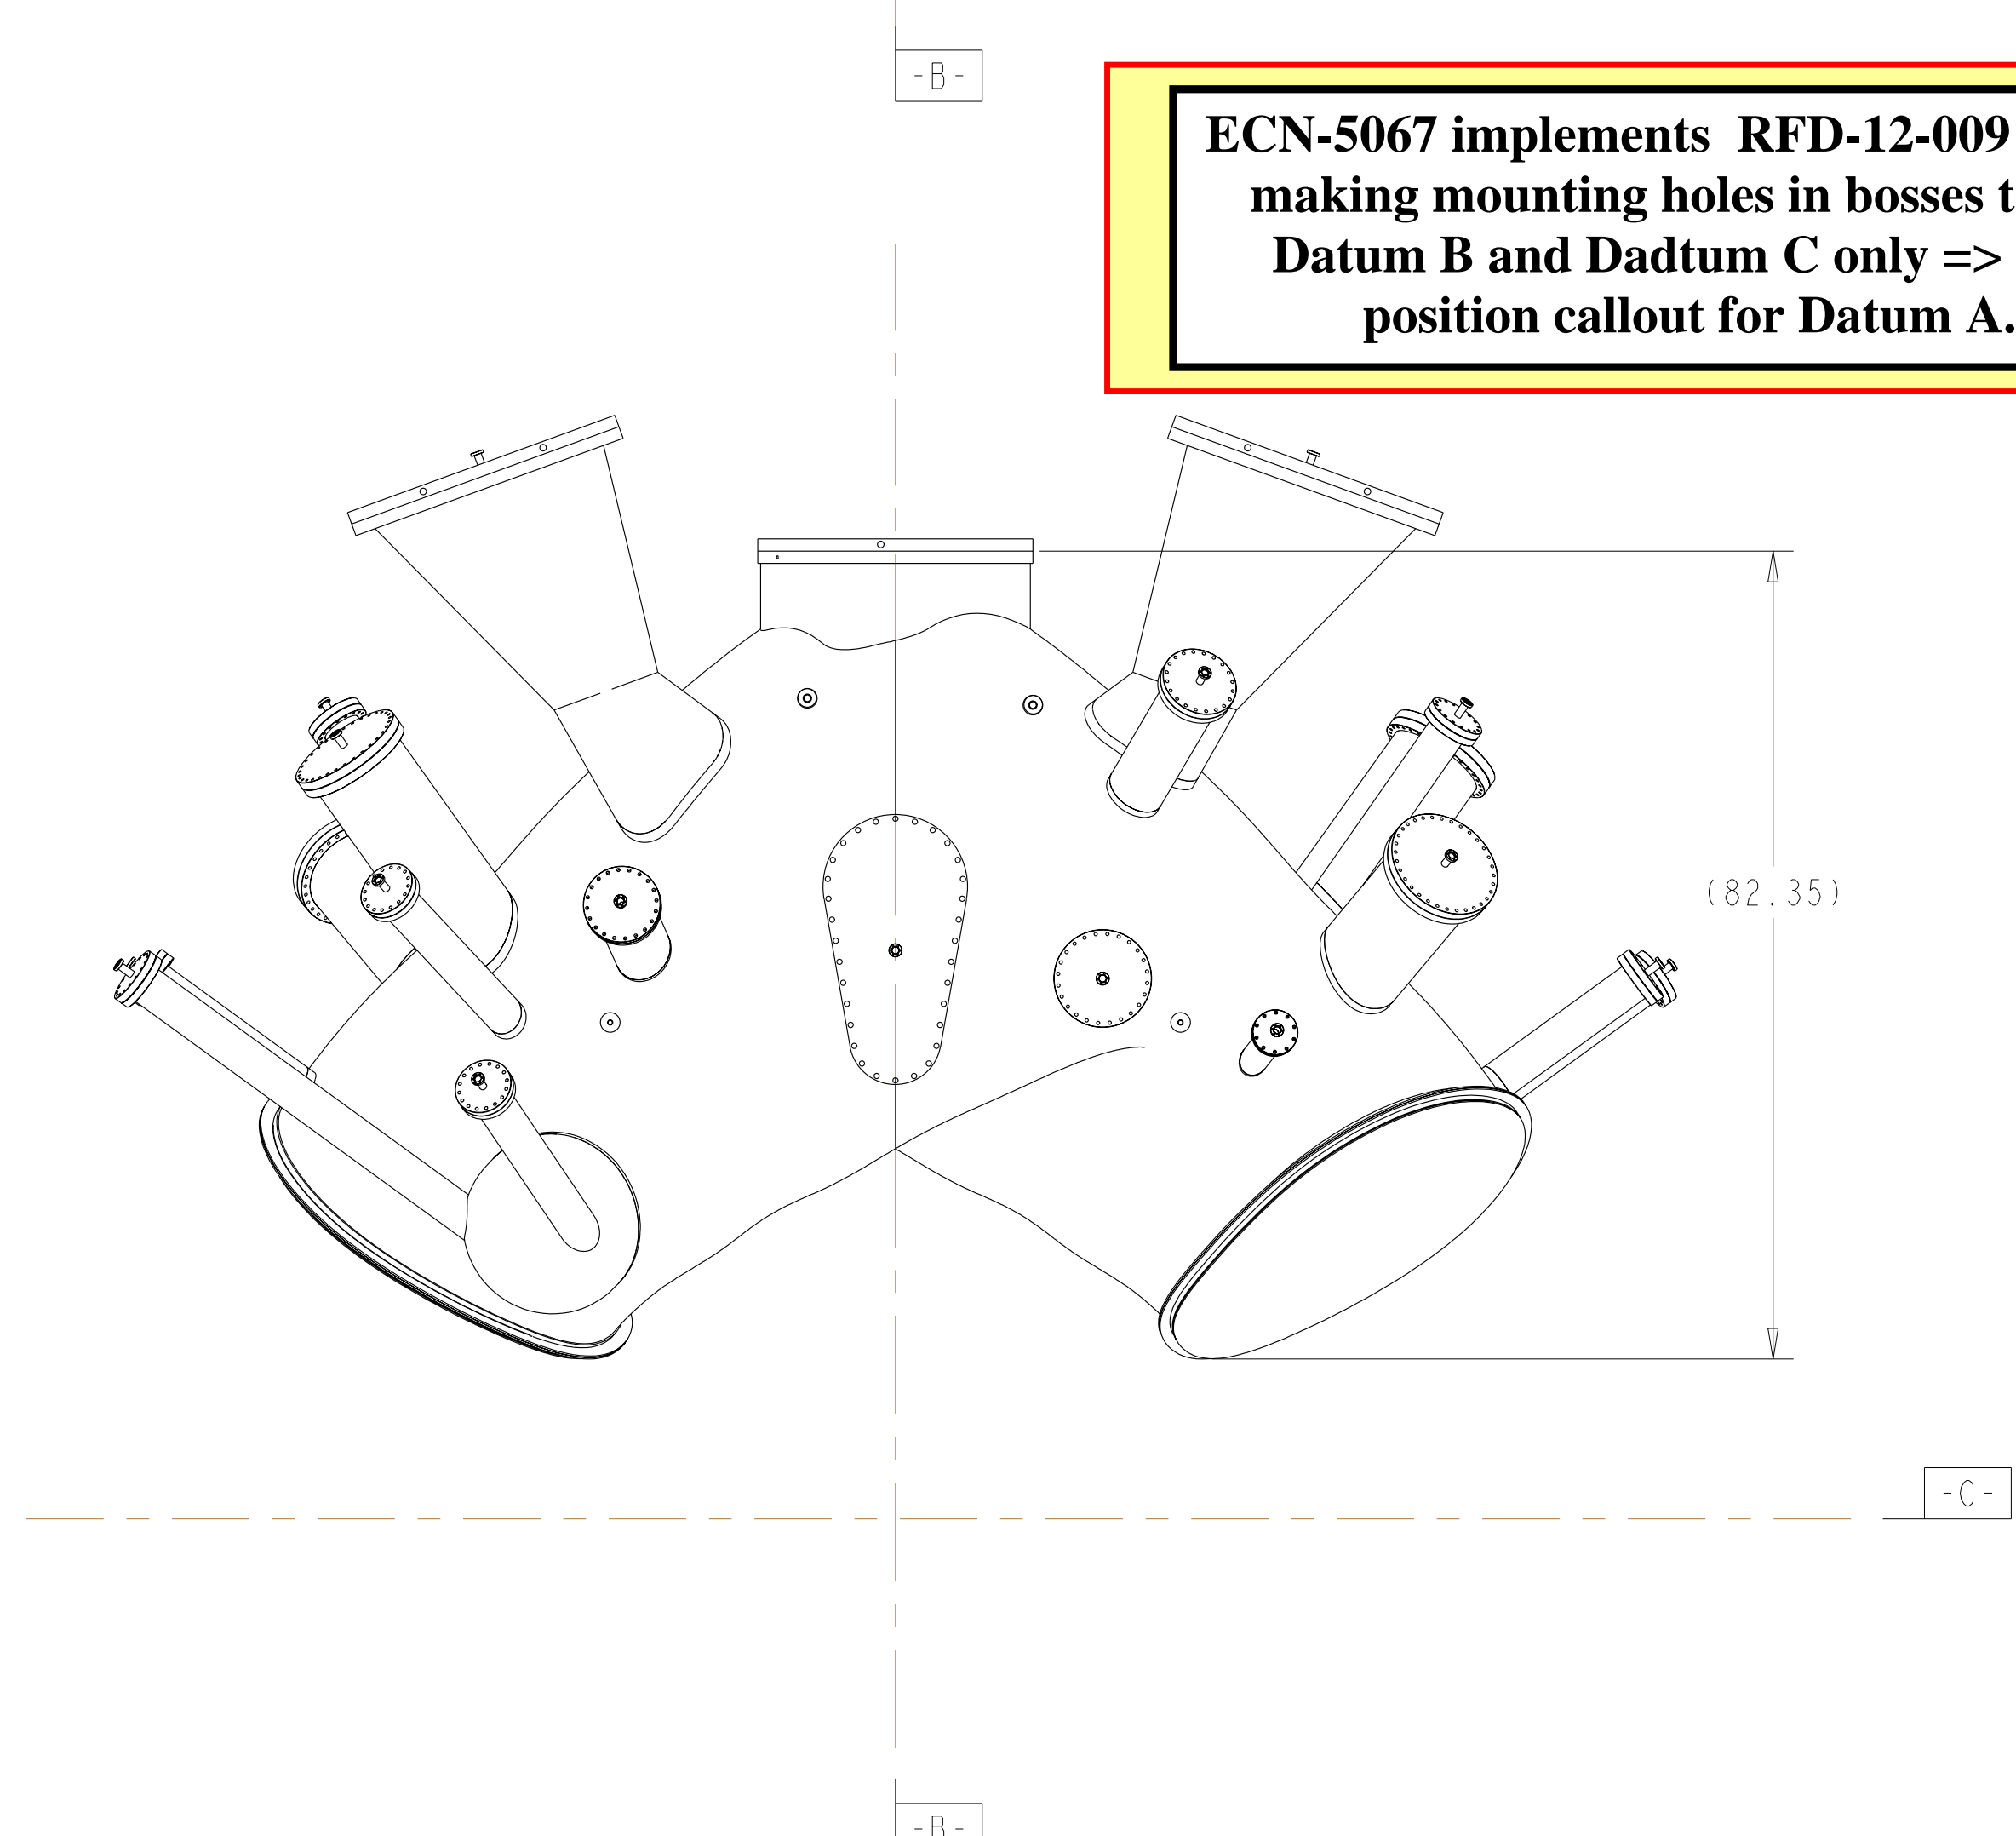 -B-
ECN-5067 implements RFD-12-009
making mounting holes in bosses t
Datum B and Dadtum C only =>
position callout for Datum A.
(82.35)
-C-
-B-